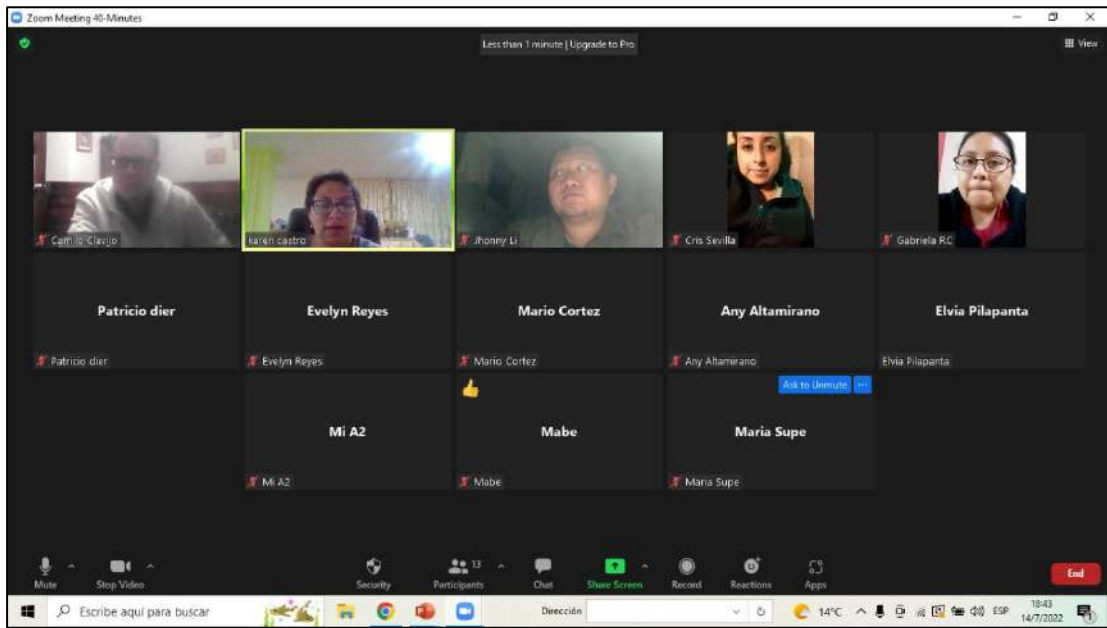 Zoom Meeting 40-Minutes
Less than 1 minute | Upgrade to Pro
View
Camilo Clavijo
karen castro
Jhonny Li
Cris Sevilla
Gabriela RC
Patricio dier
Evelyn Reyes
Mario Cortez
Any Altamirano
Elvia Pilapanta
Patricio dier
Evelyn Reyes
Mario Cortez
Any Altamirano
Elvia Pilapanta
Ask to Unmute
Mi A2
Mabe
Maria Supe
Mi A2
Mabe
Maria Supe
Mute
Stop Video
Security
Participants
13
Chat
Share Screen
Record
Reactions
Apps
End
Escribe aquí para buscar
Dirección
14°C
ESP
18:43
14/7/2022
1